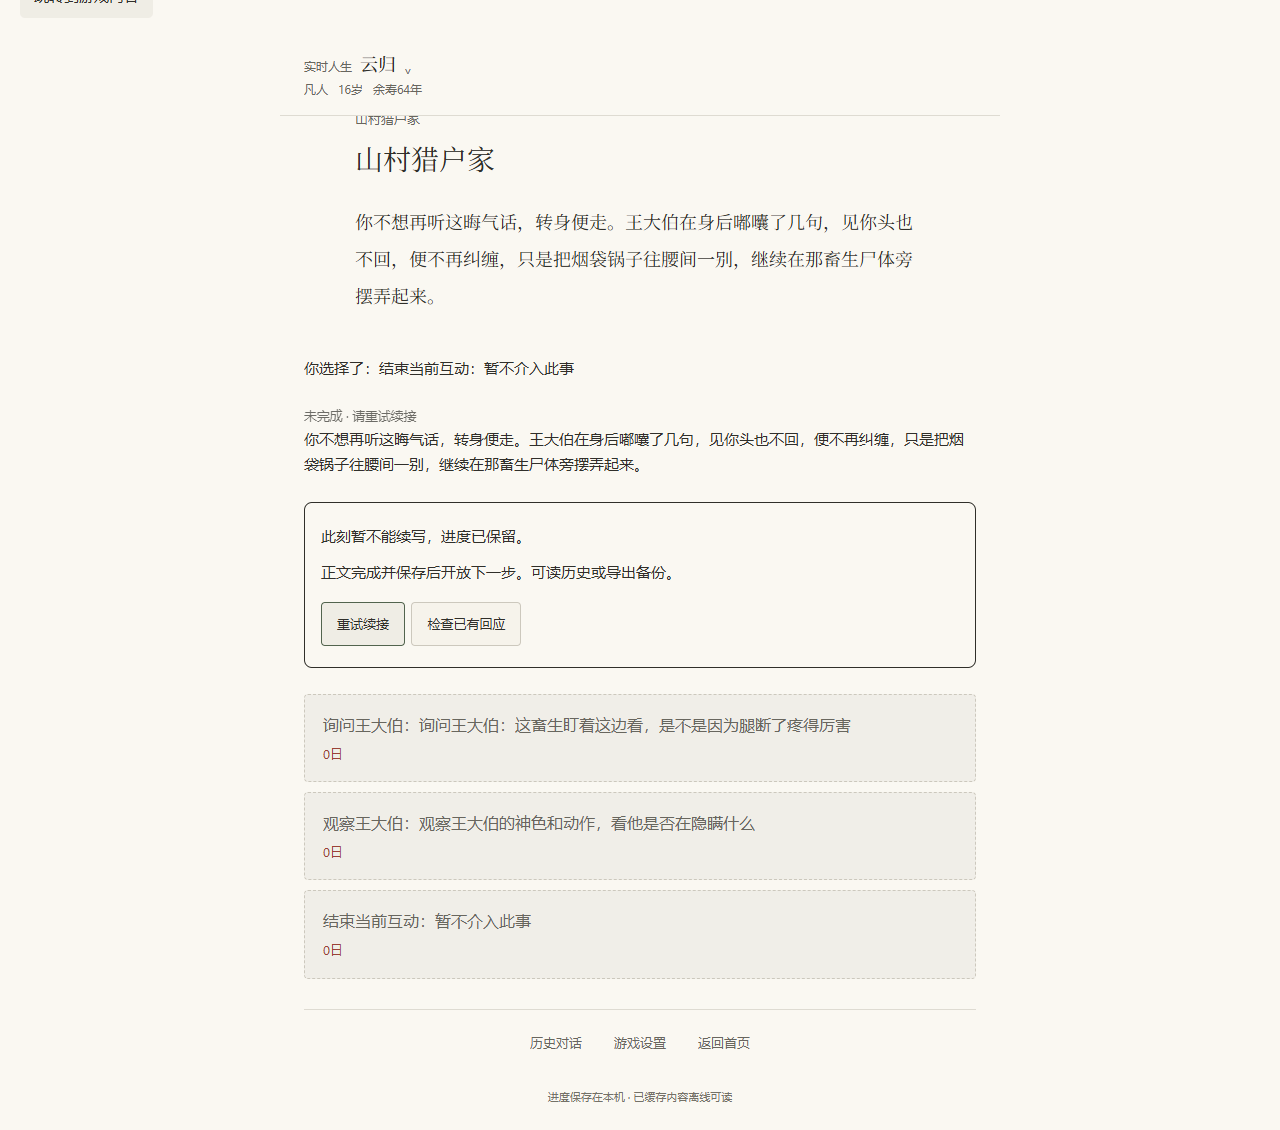 实时人生 云归 ˅
凡人 16岁 余寿64年
山村猎户家
山村猎户家
你不想再听这晦气话，转身便走。王大伯在身后嘟囔了几句，见你头也
不回，便不再纠缠，只是把烟袋锅子往腰间一别，继续在那畜生尸体旁
摆弄起来。
你选择了：结束当前互动：暂不介入此事
未完成 · 请重试续接
你不想再听这晦气话，转身便走。王大伯在身后嘟囔了几句，见你头也不回，便不再纠缠，只是把烟
袋锅子往腰间一别，继续在那畜生尸体旁摆弄起来。
此刻暂不能续写，进度已保留。
正文完成并保存后开放下一步。可读历史或导出备份。
重试续接 检查已有回应
询问王大伯：询问王大伯：这畜生盯着这边看，是不是因为腿断了疼得厉害
0日
观察王大伯：观察王大伯的神色和动作，看他是否在隐瞒什么
0日
结束当前互动：暂不介入此事
0日
历史对话 游戏设置 返回首页
进度保存在本机 · 已缓存内容离线可读